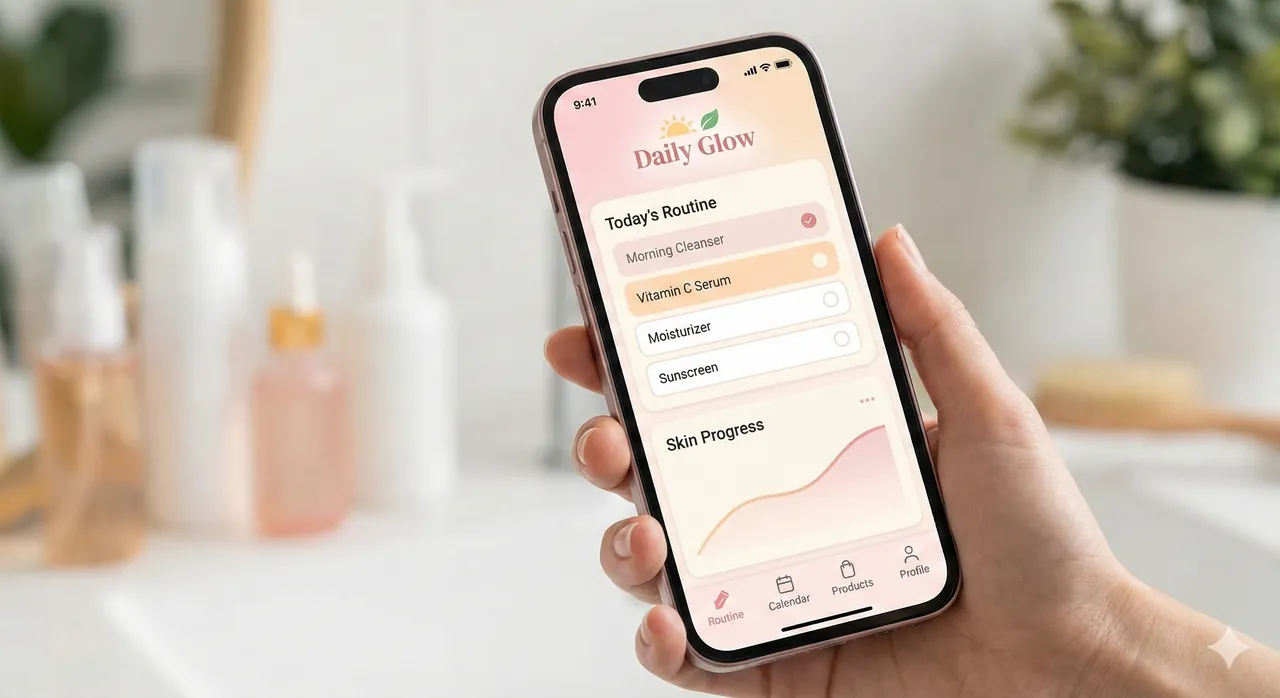 9:41
Daily Glow
Today's Routine
Morning Cleanser
Vitamin C Serum
Moisturizer
Sunscreen
Skin Progress
Routine
Calendar
Products
Profile